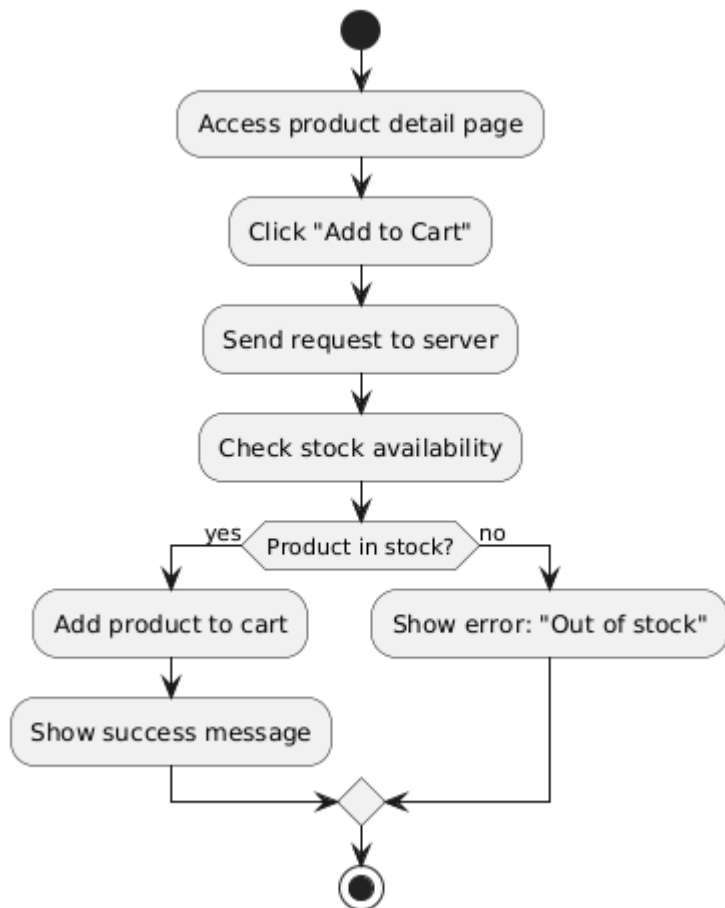 Access product detail page
Click "Add to Cart"
Send request to server
Check stock availability
yes
Product in stock?
no
Add product to cart
Show error: "Out of stock"
Show success message